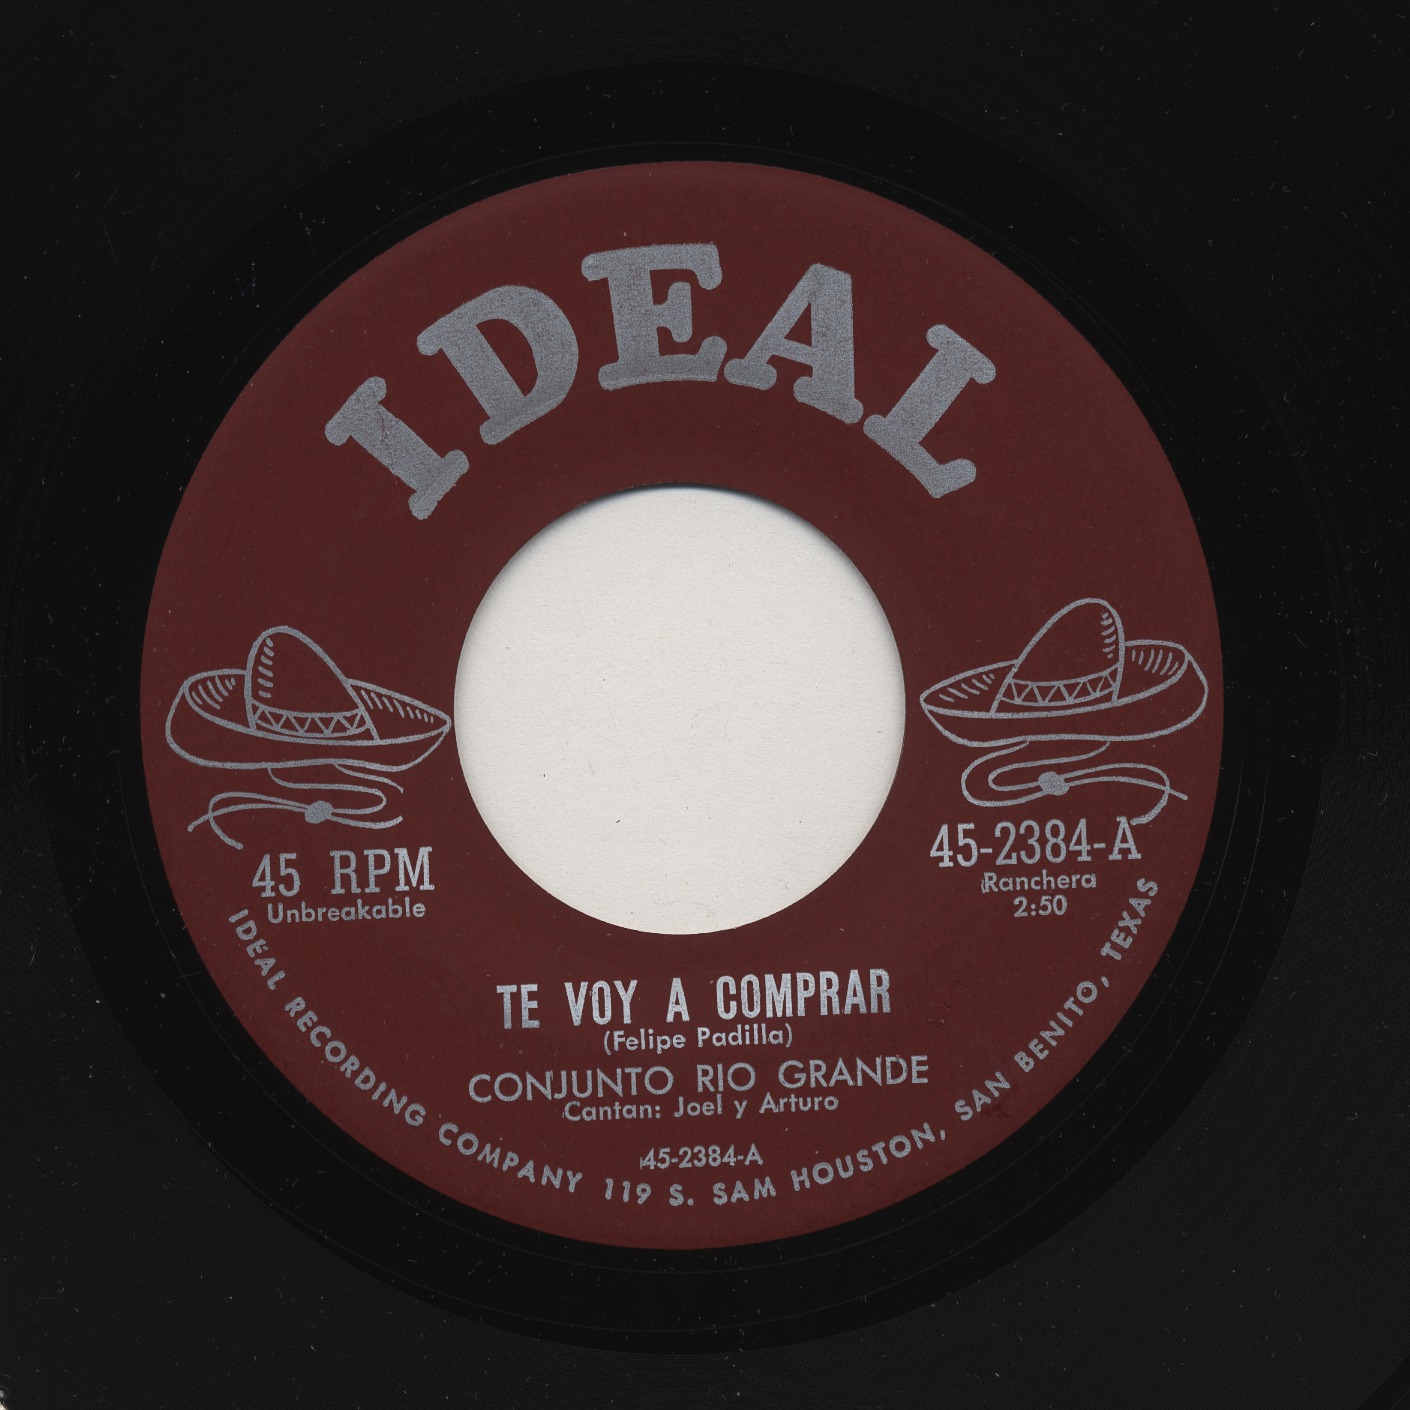 IDEAL
45 RPM
Unbreakable
45-2384-A
Ranchera
2:50
TE VOY A COMPRAR
(Felipe Padilla)
CONJUNTO RIO GRANDE
Cantan: Joel y Arturo
45-2384-A
IDEAL RECORDING COMPANY 119 S. SAM HOUSTON, SAN BENITO, TEXAS